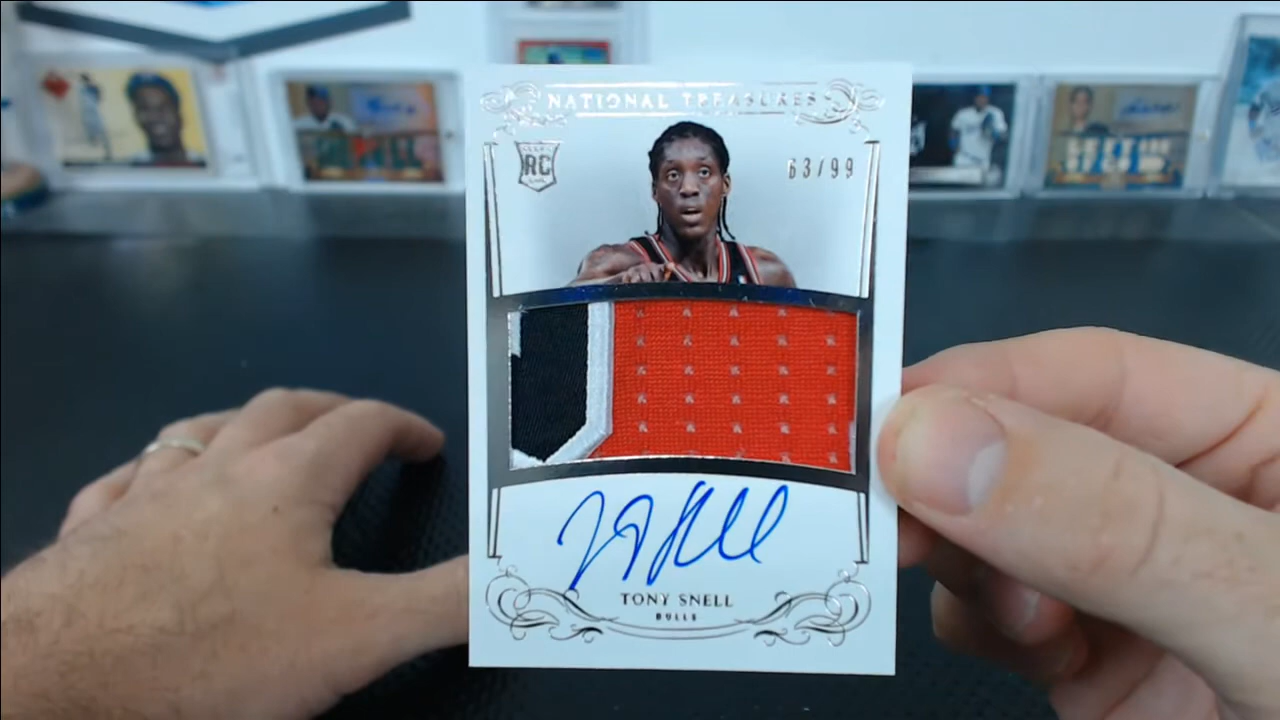 NATIONAL TREASURES
RC
63/99
TONY SNELL
BULLS